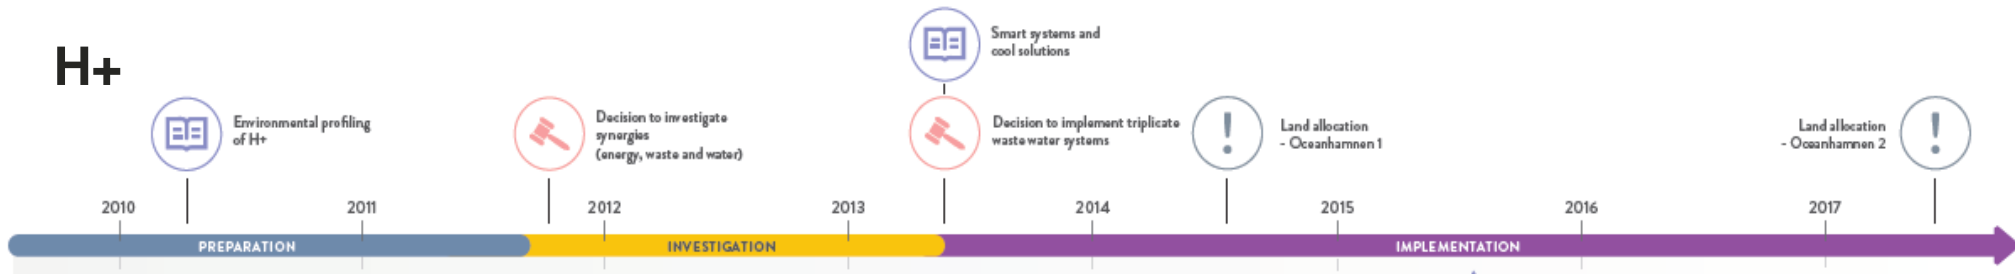 H+
Smart systems and
cool solutions
Environmental profiling
of H+
Decision to investigate
synergies
(energy, waste and water)
Decision to implement triplicate
waste water systems
Land allocation
- Oceanhamnen 1
Land allocation
- Oceanhamnen 2
2010
2011
2012
2013
2014
2015
2016
2017
PREPARATION
INVESTIGATION
IMPLEMENTATION